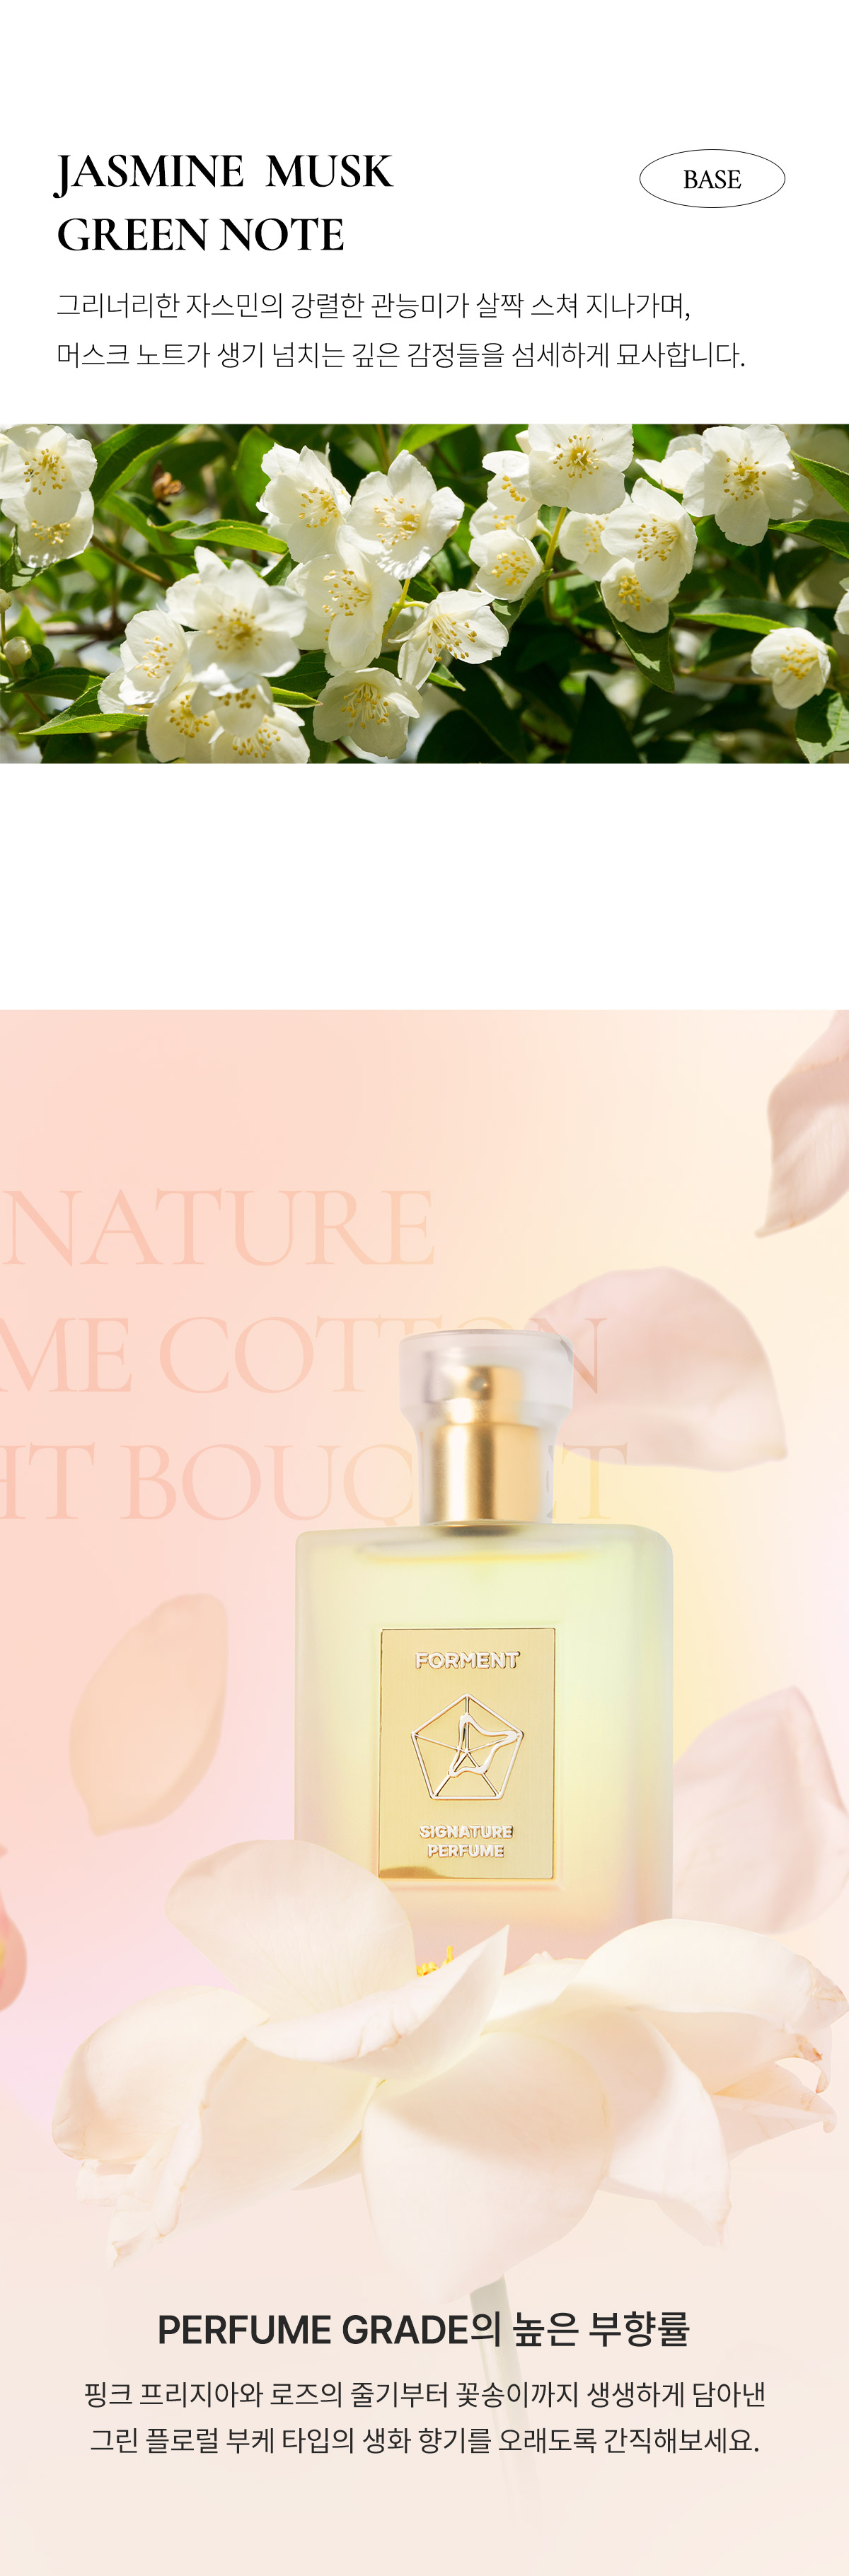 JASMINE MUSK
GREEN NOTE
BASE
그리너리한 자스민의 강렬한 관능미가 살짝 스쳐 지나가며,
머스크 노트가 생기 넘치는 깊은 감정들을 섬세하게 묘사합니다.
NATURE
ME COTTON
HT BOUQUET
FORMENT
SIGNATURE
PERFUME
PERFUME GRADE의 높은 부향률
핑크 프리지아와 로즈의 줄기부터 꽃송이까지 생생하게 담아낸
그린 플로럴 부케 타입의 생화 향기를 오래도록 간직해보세요.